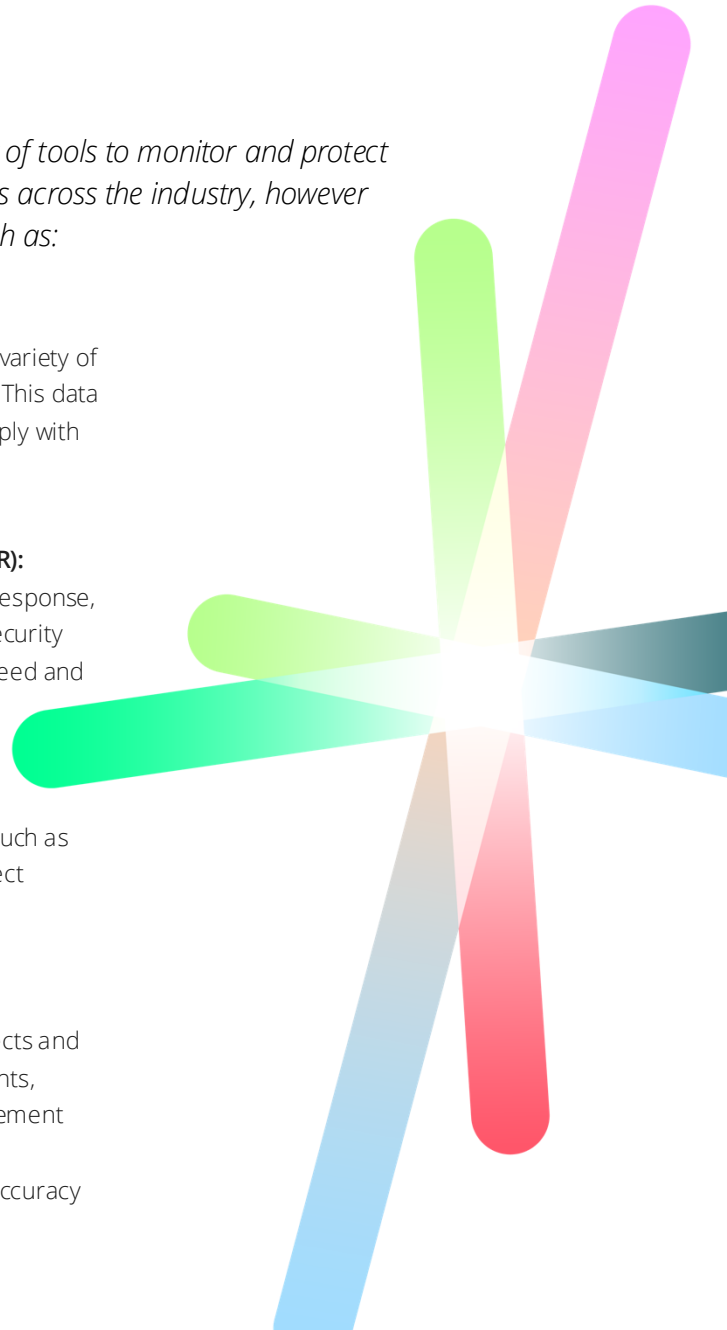 of tools to monitor and protect
s across the industry, however
h as:
variety of
This data
ply with
R):
esponse,
ecurity
eed and
uch as
ect
cts and
nts,
ement
ccuracy